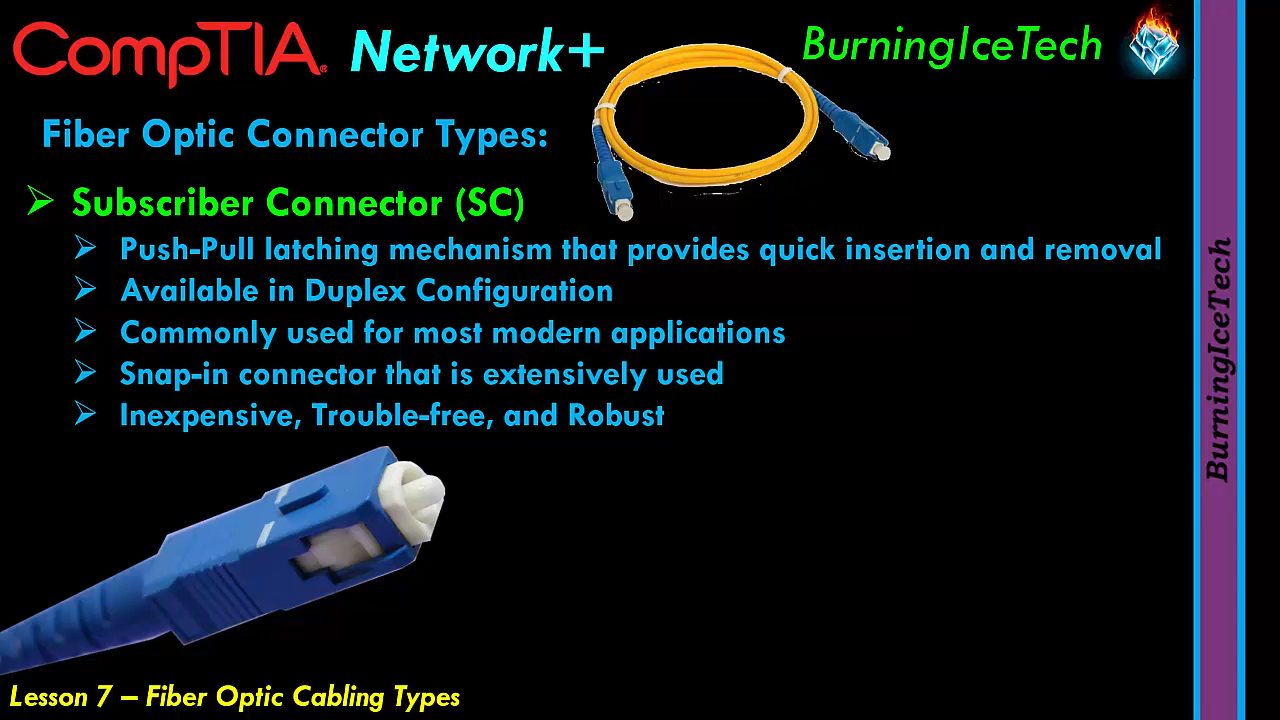 CompTIA® Network+
BurningIceTech
Fiber Optic Connector Types:
Subscriber Connector (SC)
Push-Pull latching mechanism that provides quick insertion and removal
Available in Duplex Configuration
Commonly used for most modern applications
Snap-in connector that is extensively used
Inexpensive, Trouble-free, and Robust
BurningIceTech
Lesson 7 – Fiber Optic Cabling Types